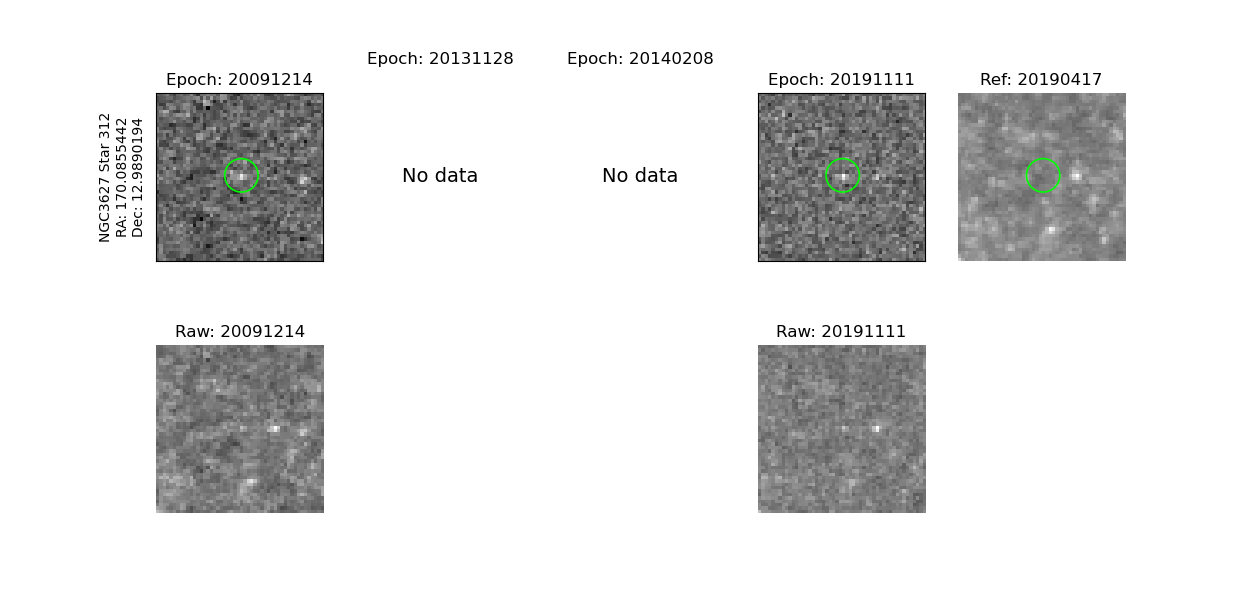 Epoch: 20131128
Epoch: 20140208
Epoch: 20091214
Epoch: 20191111
Ref: 20190417
NGC3627 Star 312
RA: 170.0855442
Dec: 12.9890194
No data
No data
Raw: 20091214
Raw: 20191111